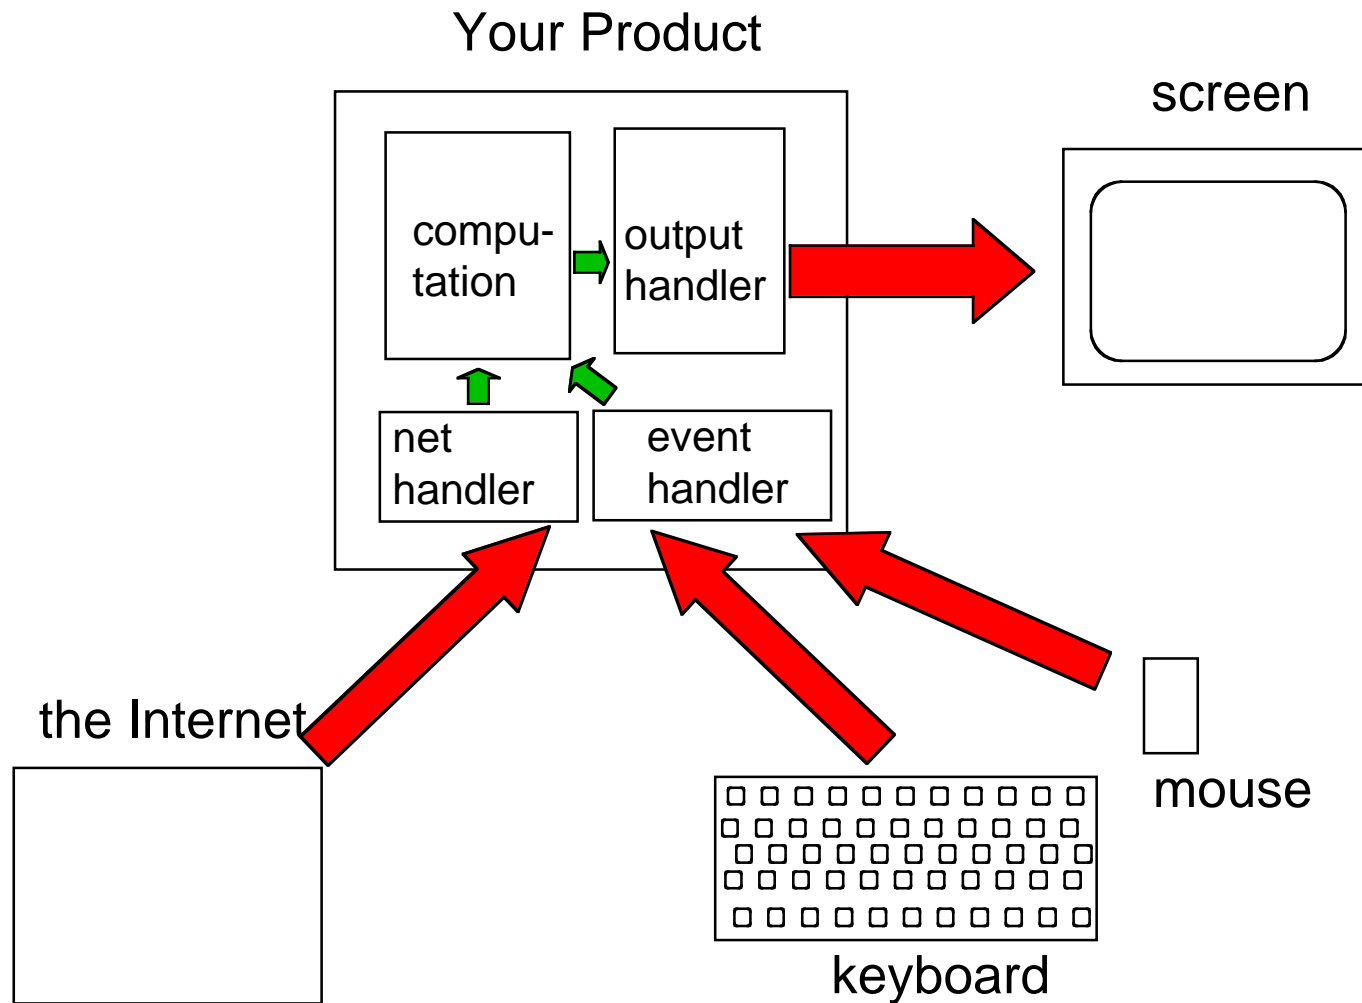 Your Product
screen
compu-
tation
output
handler
net
handler
event
handler
the Internet
mouse
keyboard